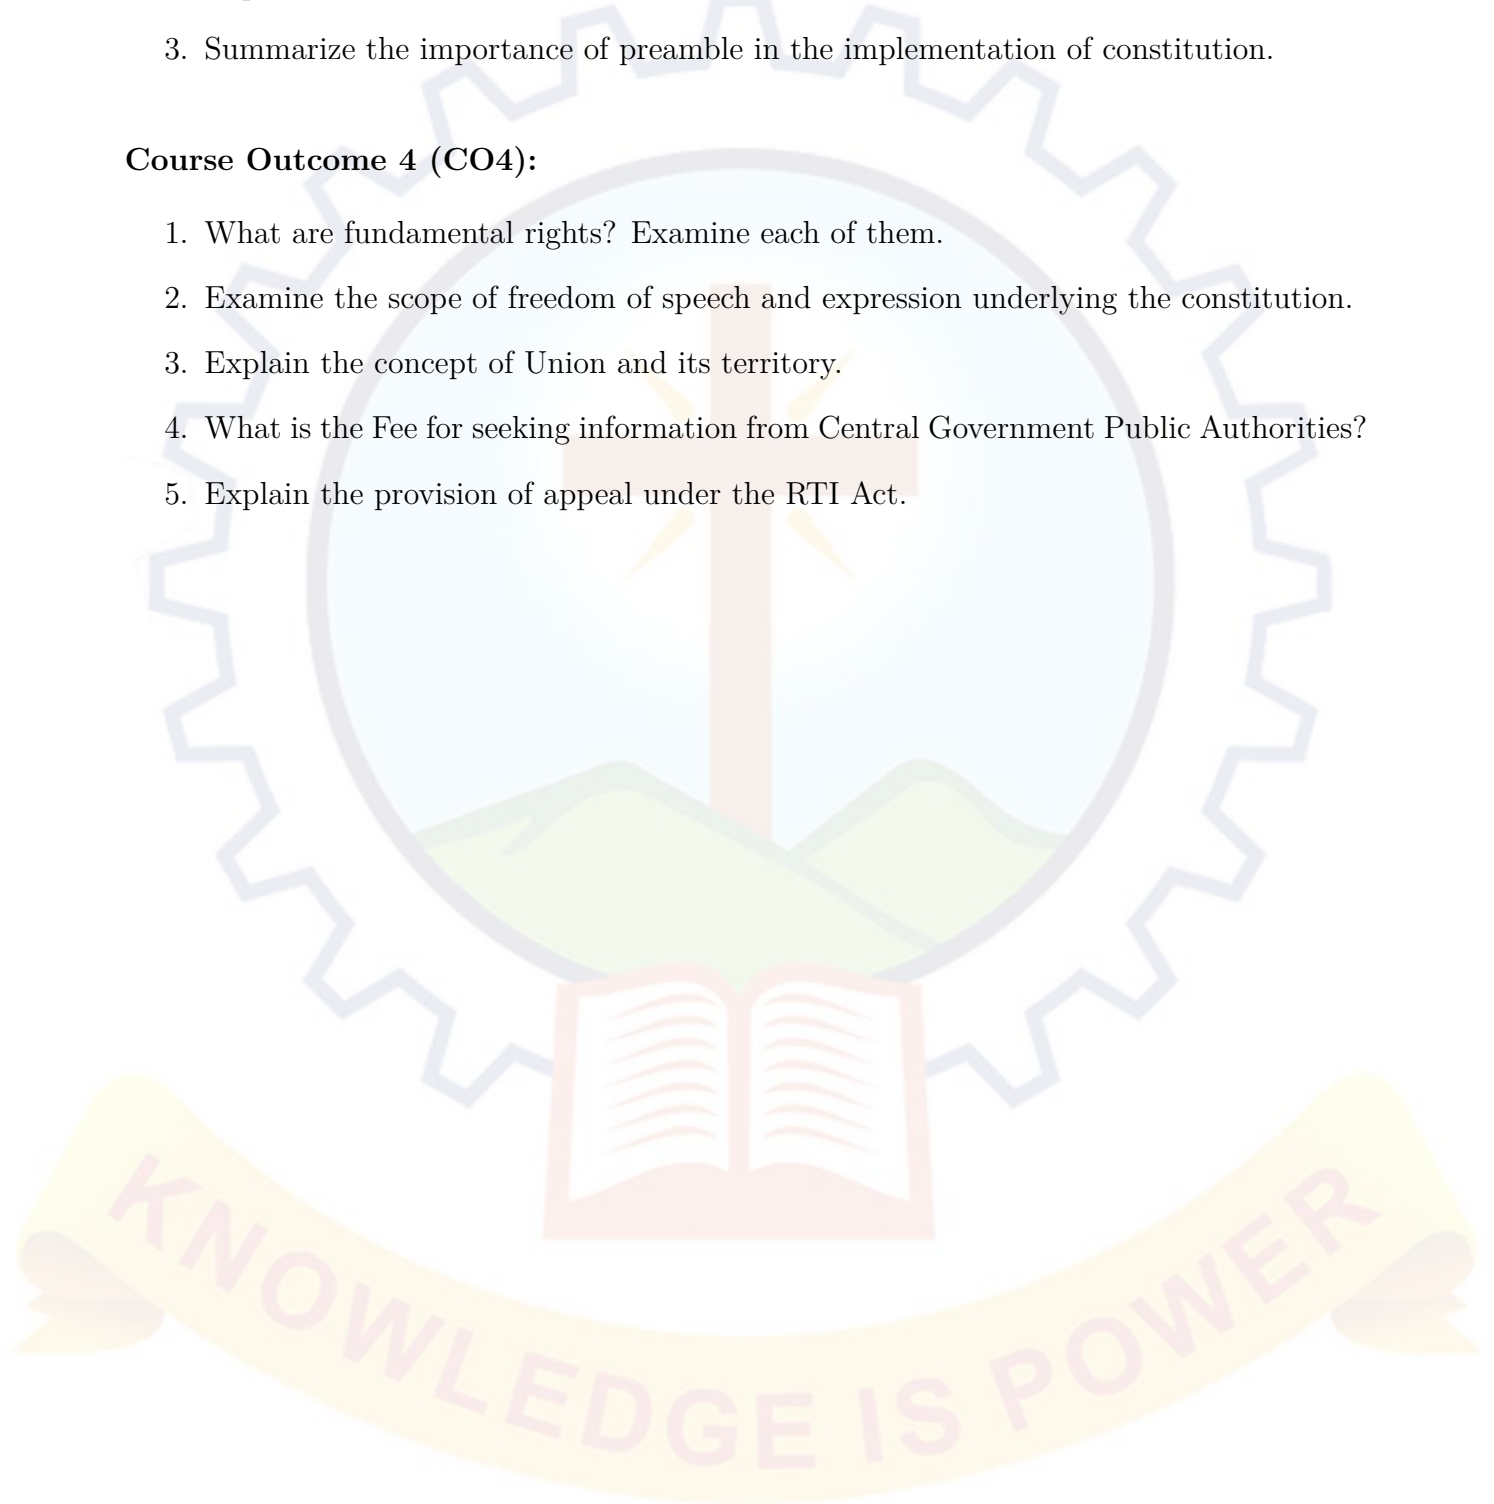 3. Summarize the importance of preamble in the implementation of constitution.
Course Outcome 4 (CO4):
1. What are fundamental rights? Examine each of them.
2. Examine the scope of freedom of speech and expression underlying the constitution.
3. Explain the concept of Union and its territory.
4. What is the Fee for seeking information from Central Government Public Authorities?
5. Explain the provision of appeal under the RTI Act.
KNOWLEDGE IS POWER